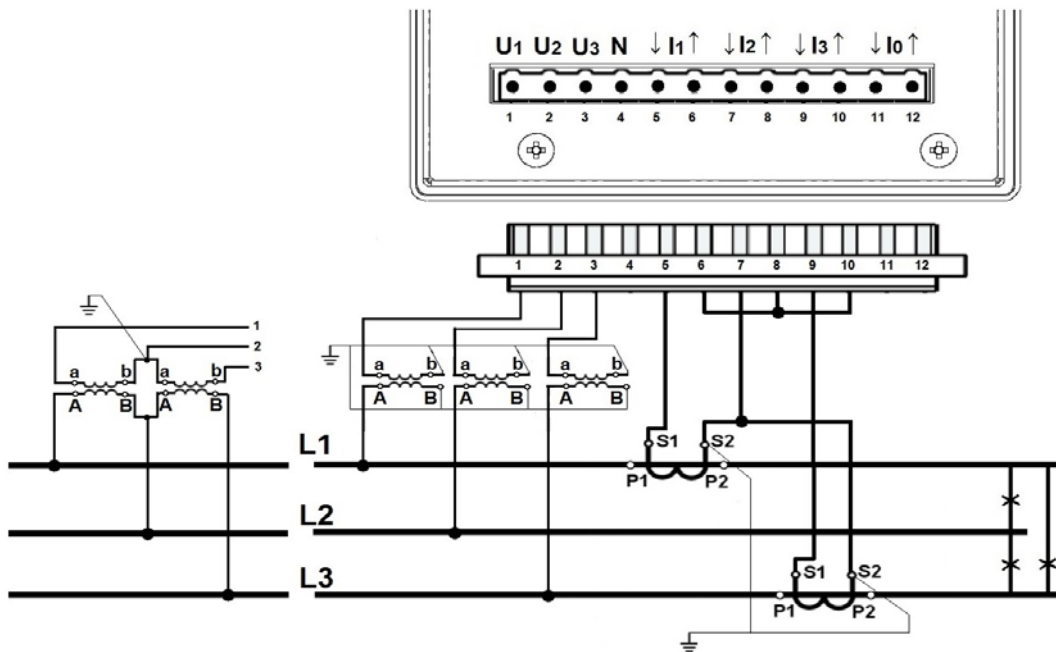 U1 U2 U3 N ↓ I1 ↑ ↓ I2 ↑ ↓ I3 ↑ ↓ I0 ↑
1 2 3 4 5 6 7 8 9 10 11 12
1 2 3 4 5 6 7 8 9 10 11 12
1
2
3
a b a b
A B A B
a b a b a b
A B A B A B
L1
S1 S2
P1 P2
L2
L3
S1 S2
P1 P2